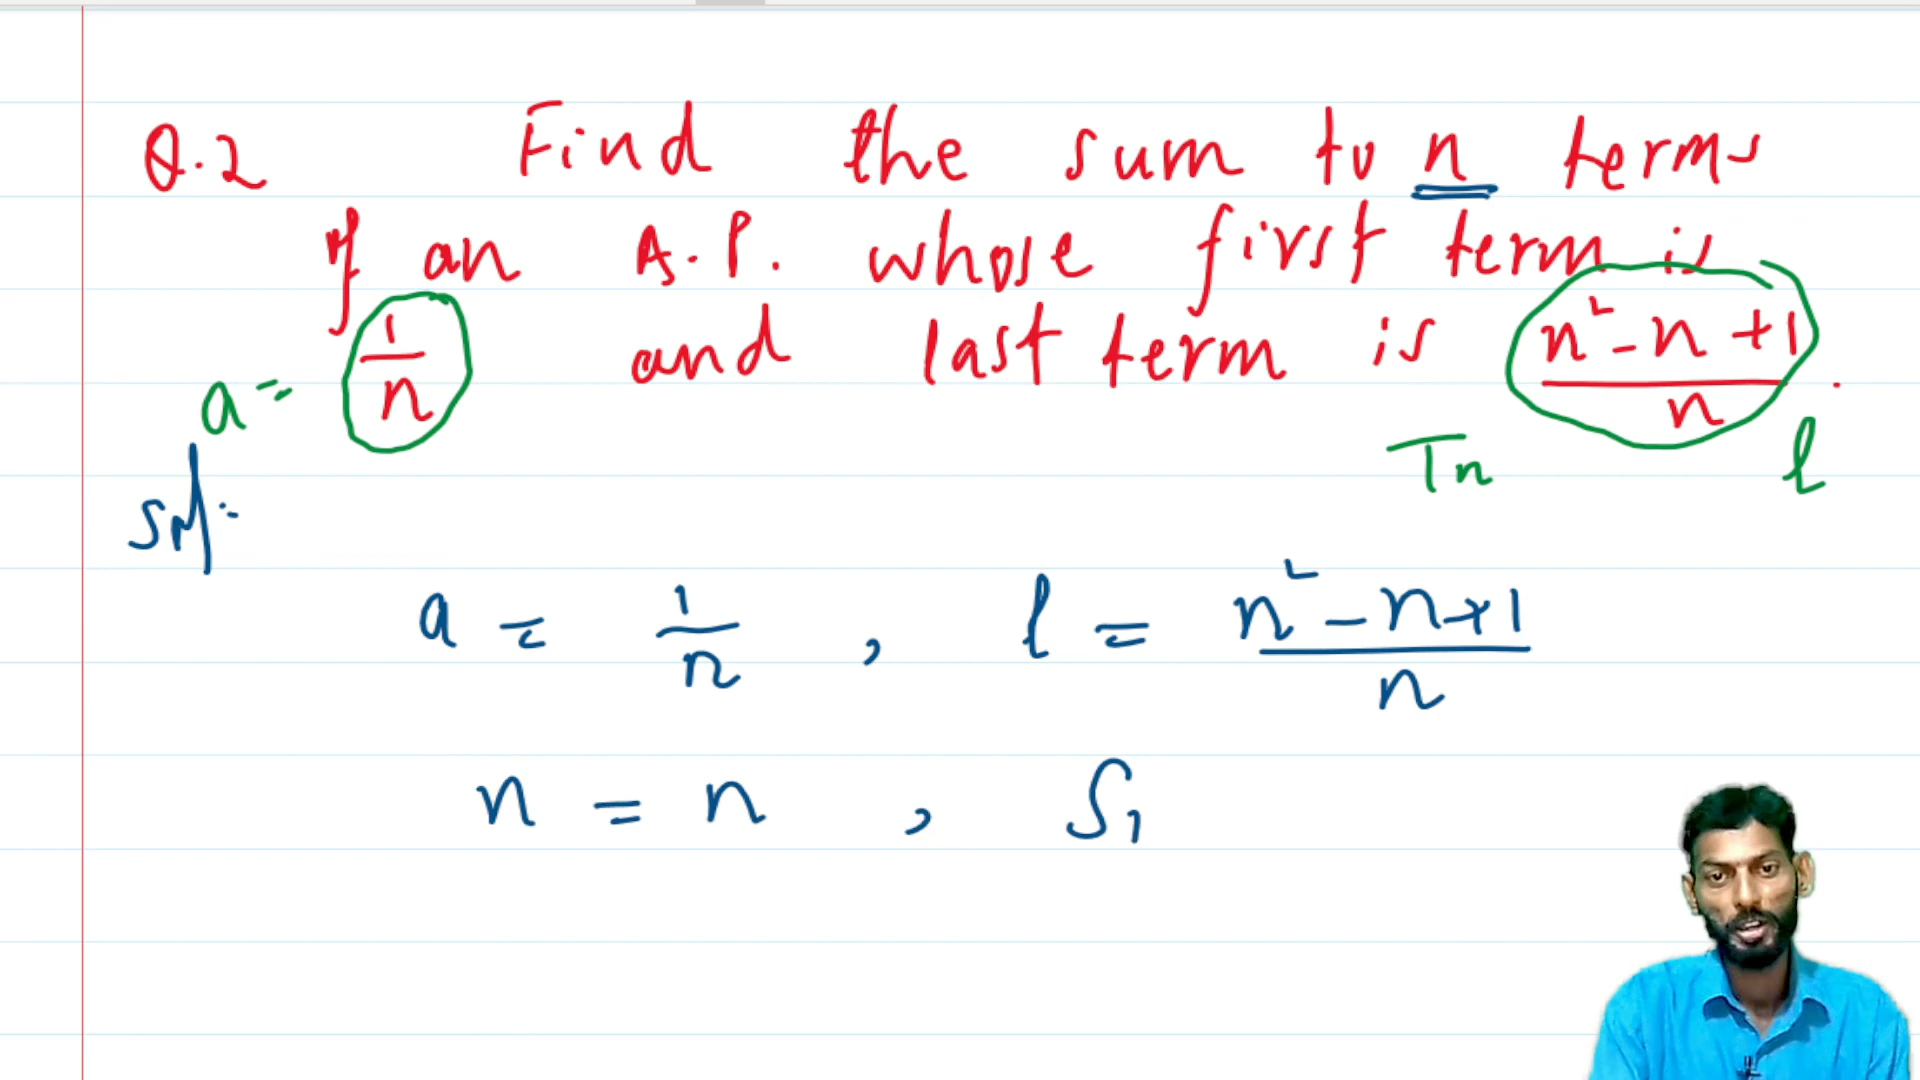 Q.2 Find the sum to n terms
of an A.P. whose first term is
1/n and last term is (n² - n + 1)/n .
a = Tn l
Sol:
a = 1/n , l = (n² - n + 1)/n
n = n , S1